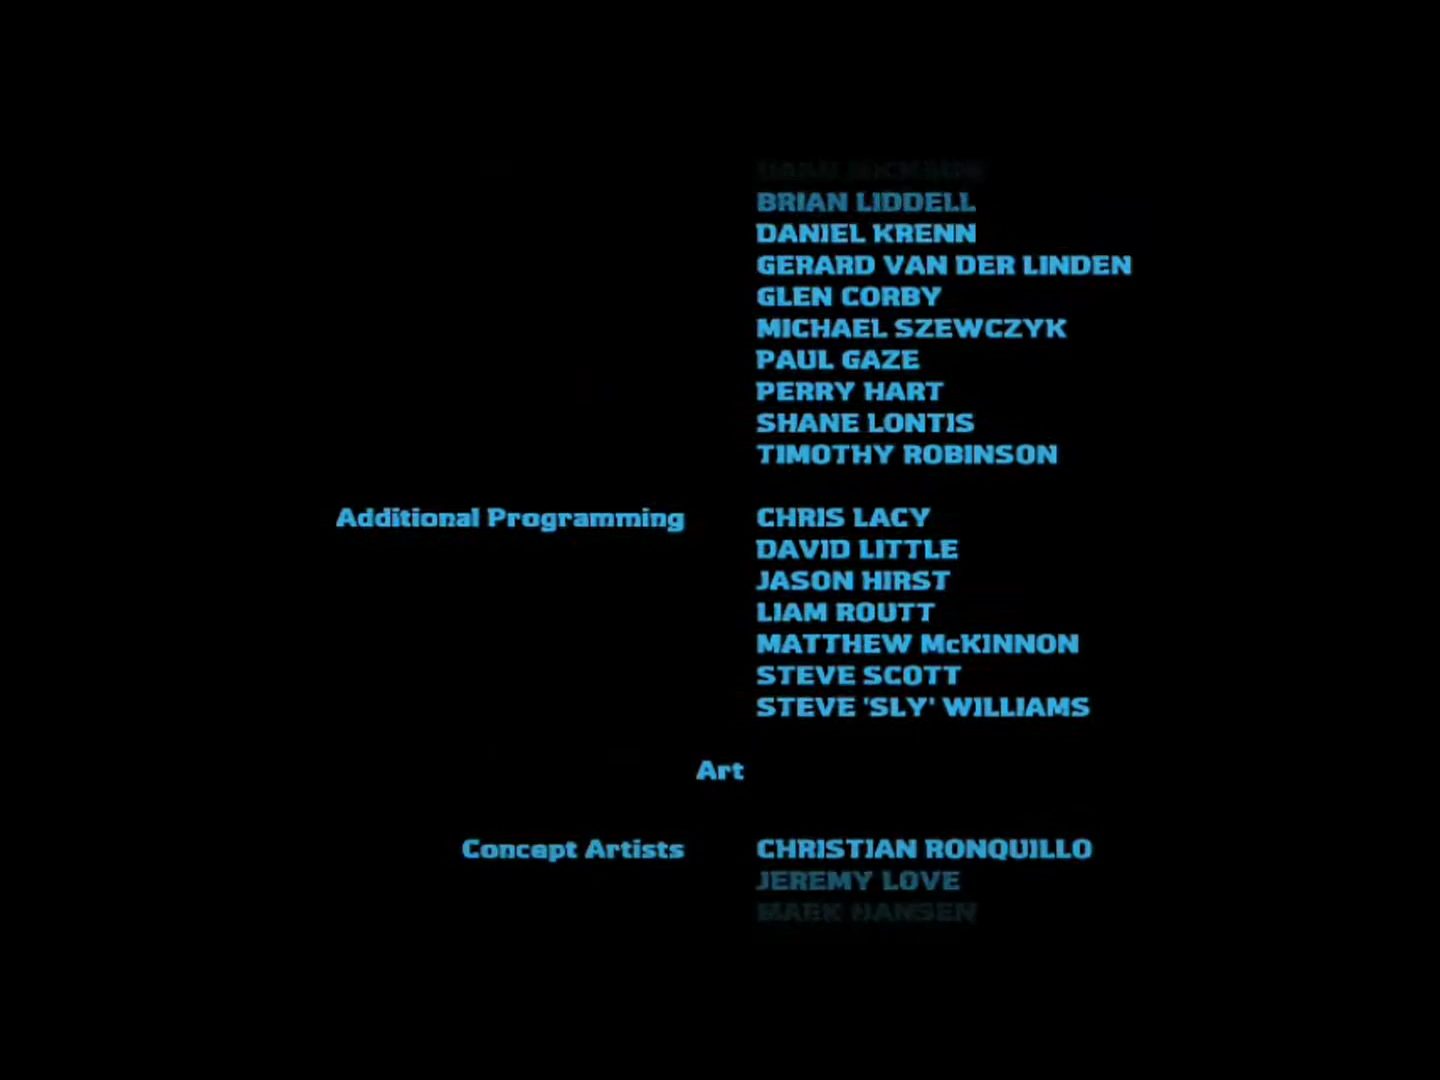 BRIAN LIDDELL
DANIEL KRENN
GERARD VAN DER LINDEN
GLEN CORBY
MICHAEL SZEWCZYK
PAUL GAZE
PERRY HART
SHANE LONTIS
TIMOTHY ROBINSON
Additional Programming CHRIS LACY
DAVID LITTLE
JASON HIRST
LIAM ROUTT
MATTHEW McKINNON
STEVE SCOTT
STEVE 'SLY' WILLIAMS
Art
Concept Artists CHRISTIAN RONQUILLO
JEREMY LOVE
MARK HANSEN